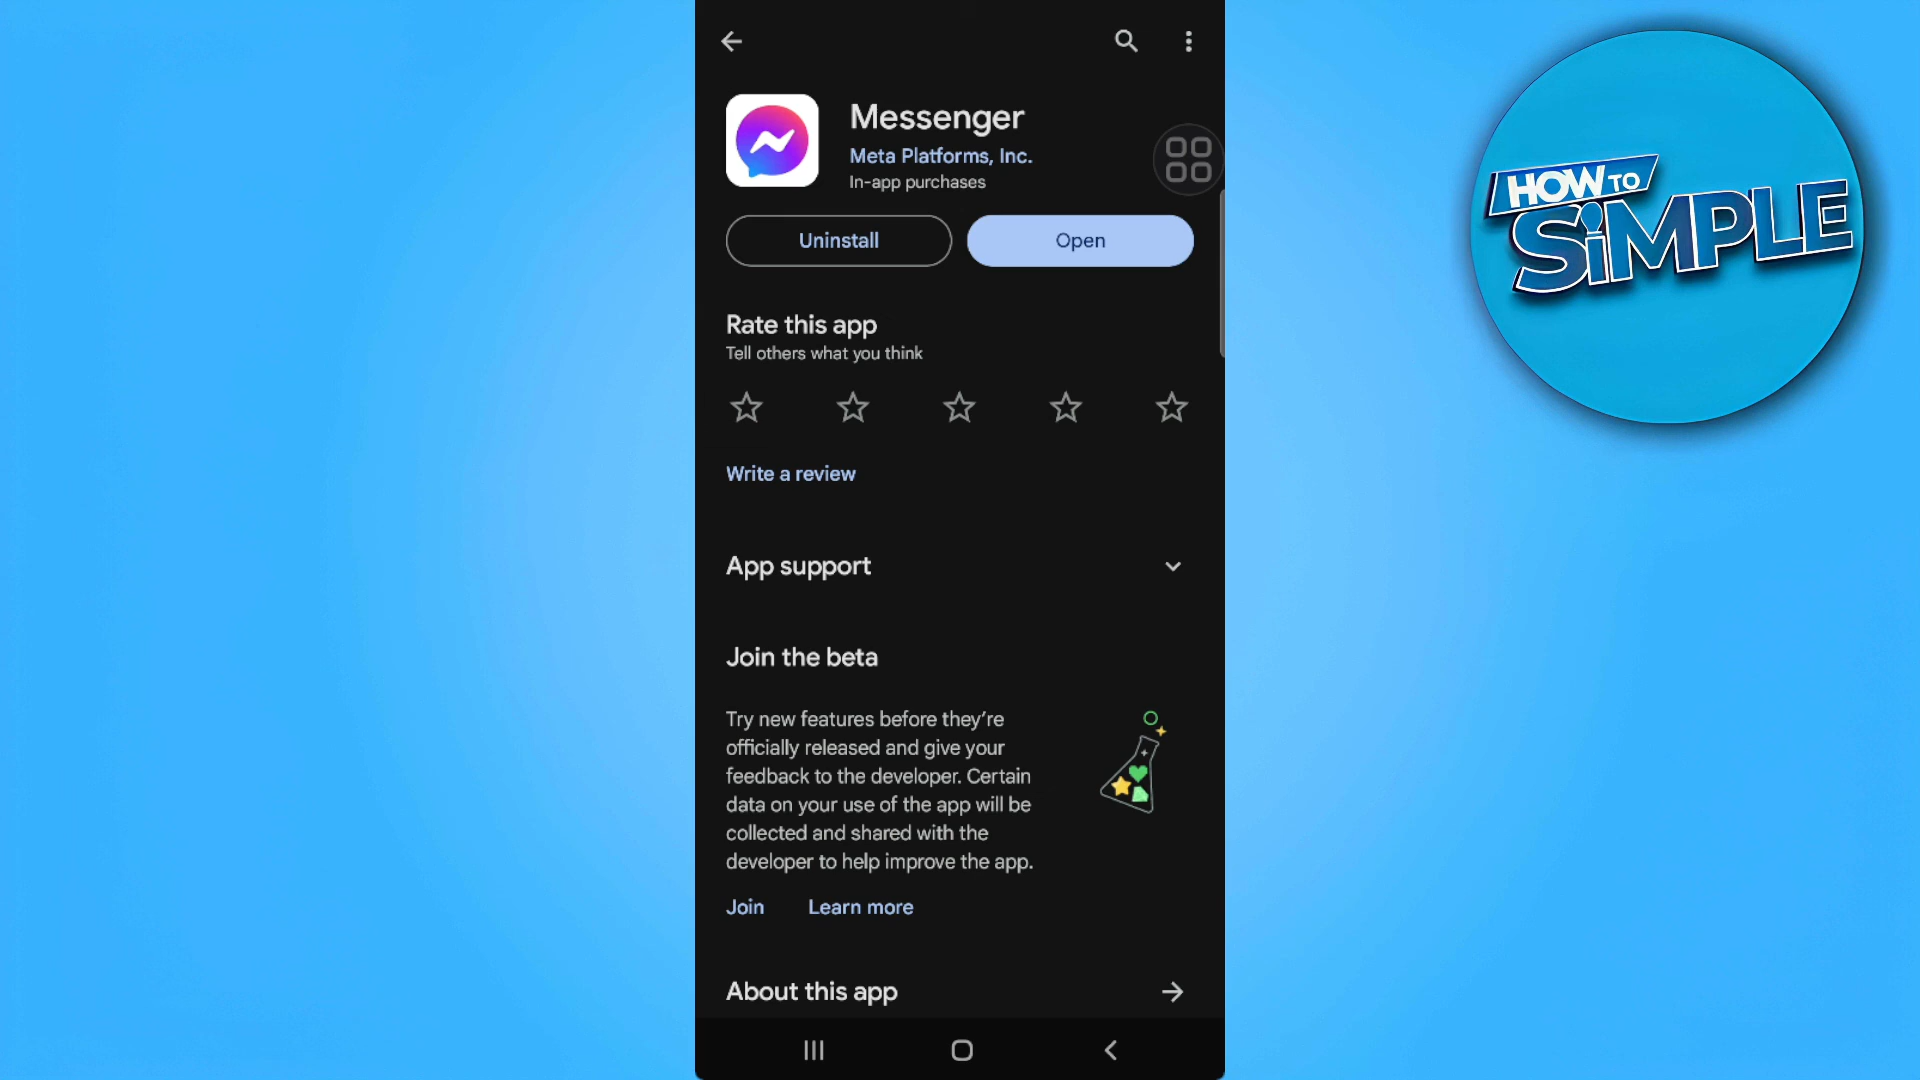 Messenger
Meta Platforms, Inc.
In-app purchases
Uninstall
Open
Rate this app
Tell others what you think
Write a review
App support
Join the beta
Try new features before they’re
officially released and give your
feedback to the developer. Certain
data on your use of the app will be
collected and shared with the
developer to help improve the app.
Join
Learn more
About this app
HOW TO
SiMPLE